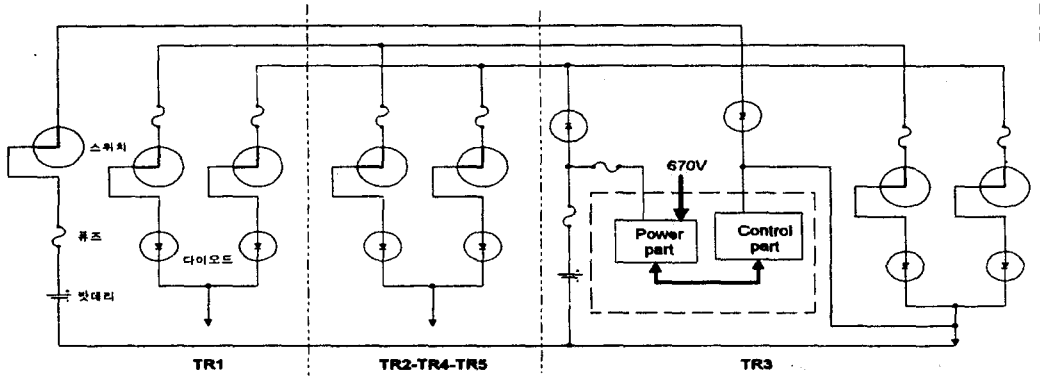 스위치
퓨즈
다이오드
밧데리
670V
Power
part
Control
part
TR1
TR2-TR4-TR5
TR3